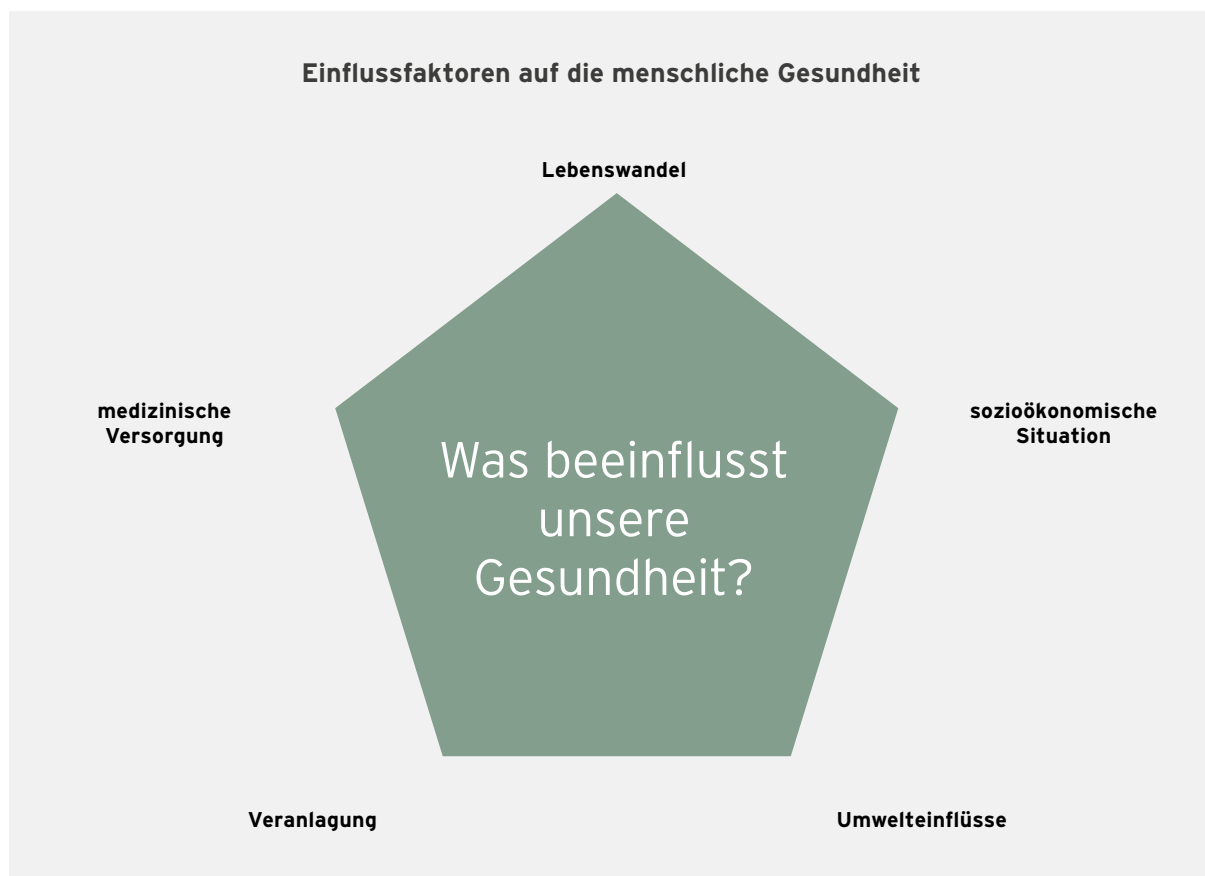 Einflussfaktoren auf die menschliche Gesundheit
Lebenswandel
medizinische
Versorgung
sozioökonomische
Situation
Was beeinflusst
unsere
Gesundheit?
Veranlagung
Umwelteinflüsse